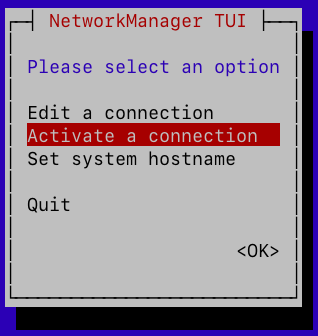 NetworkManager TUI
Please select an option
Edit a connection
Activate a connection
Set system hostname
Quit
<OK>